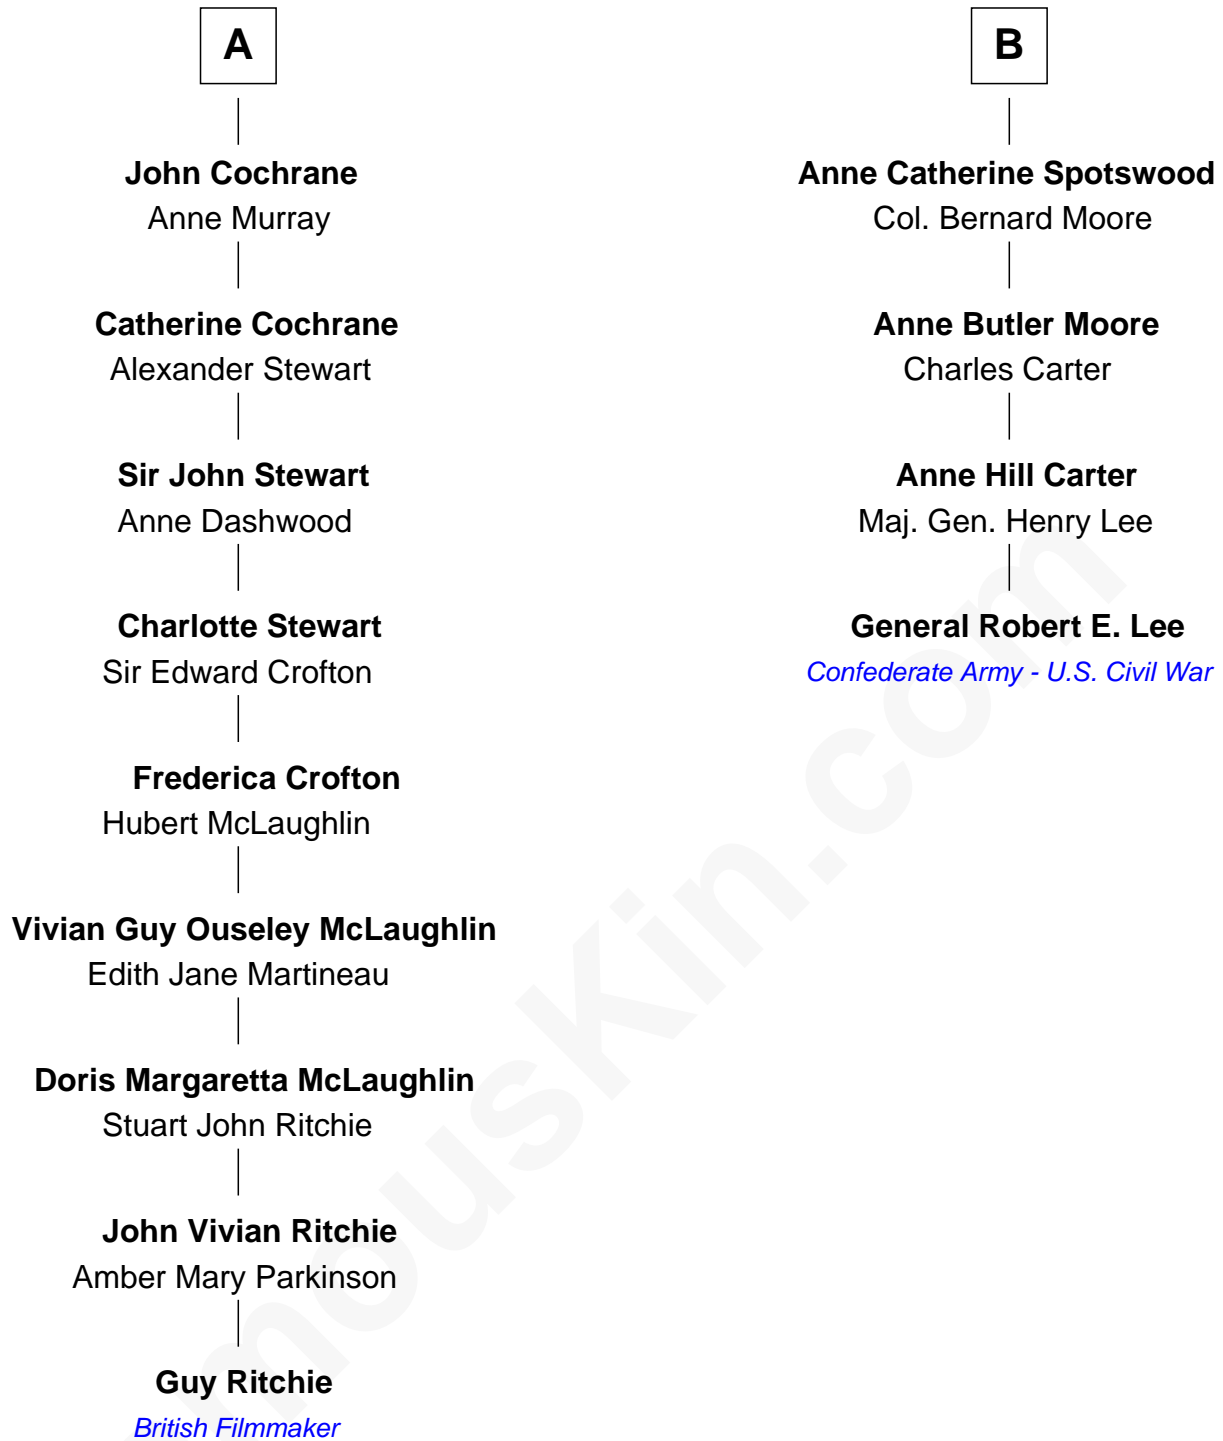 A
John Cochrane
Anne Murray
Catherine Cochrane
Alexander Stewart
Sir John Stewart
Anne Dashwood
Charlotte Stewart
Sir Edward Crofton
Frederica Crofton
Hubert McLaughlin
Vivian Guy Ouseley McLaughlin
Edith Jane Martineau
Doris Margaretta McLaughlin
Stuart John Ritchie
John Vivian Ritchie
Amber Mary Parkinson
Guy Ritchie
British Filmmaker
B
Anne Catherine Spotswood
Col. Bernard Moore
Anne Butler Moore
Charles Carter
Anne Hill Carter
Maj. Gen. Henry Lee
General Robert E. Lee
Confederate Army - U.S. Civil War
mousKin.com